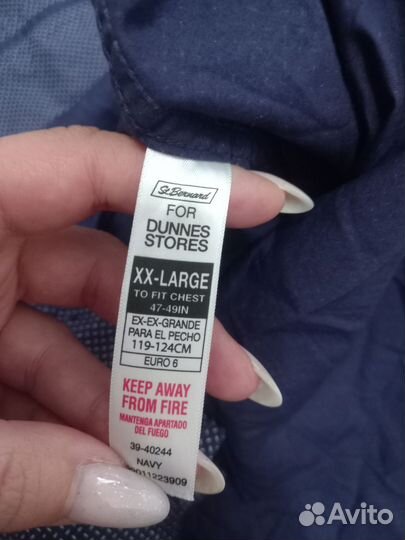 St. Bernard
FOR
DUNNES
STORES
XX-LARGE
TO FIT CHEST
47-49IN
EX-EX-GRANDE
PARA EL PECHO
119-124CM
EURO 6
KEEP AWAY
FROM FIRE
MANTENGA APARTADO
DEL FUEGO
39-40244
NAVY
Avito